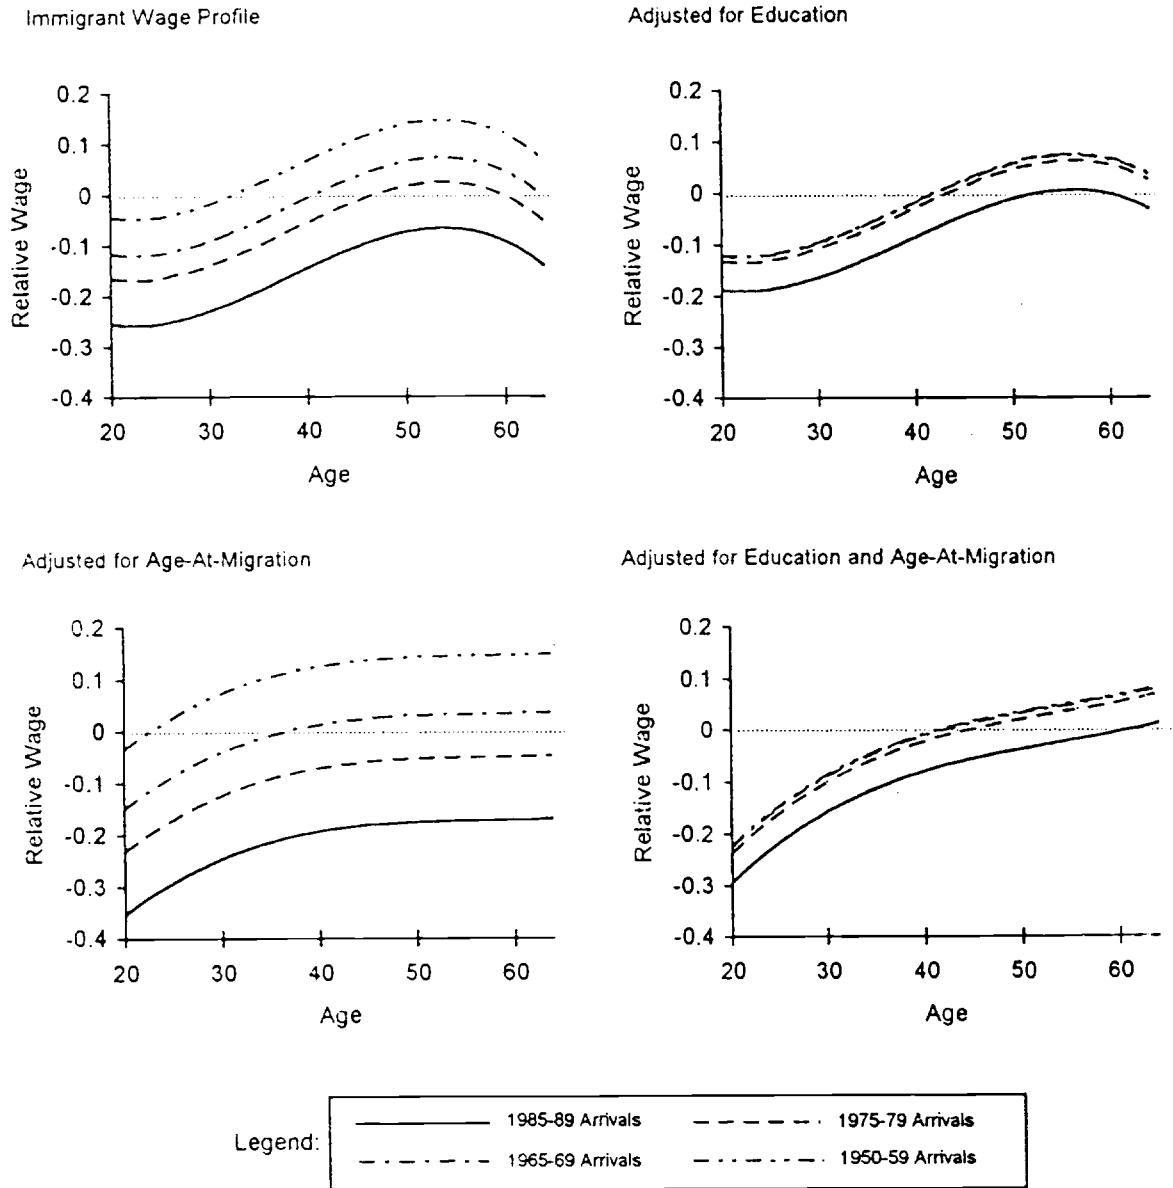 Immigrant Wage Profile
Adjusted for Education
0.2
0.1
0
-0.1
-0.2
-0.3
-0.4
Relative Wage
20 30 40 50 60
Age
0.2
0.1
0
-0.1
-0.2
-0.3
-0.4
Relative Wage
20 30 40 50 60
Age
Adjusted for Age-At-Migration
Adjusted for Education and Age-At-Migration
0.2
0.1
0
-0.1
-0.2
-0.3
-0.4
Relative Wage
20 30 40 50 60
Age
0.2
0.1
0
-0.1
-0.2
-0.3
-0.4
Relative Wage
20 30 40 50 60
Age
Legend:
1985-89 Arrivals
1975-79 Arrivals
1965-69 Arrivals
1950-59 Arrivals